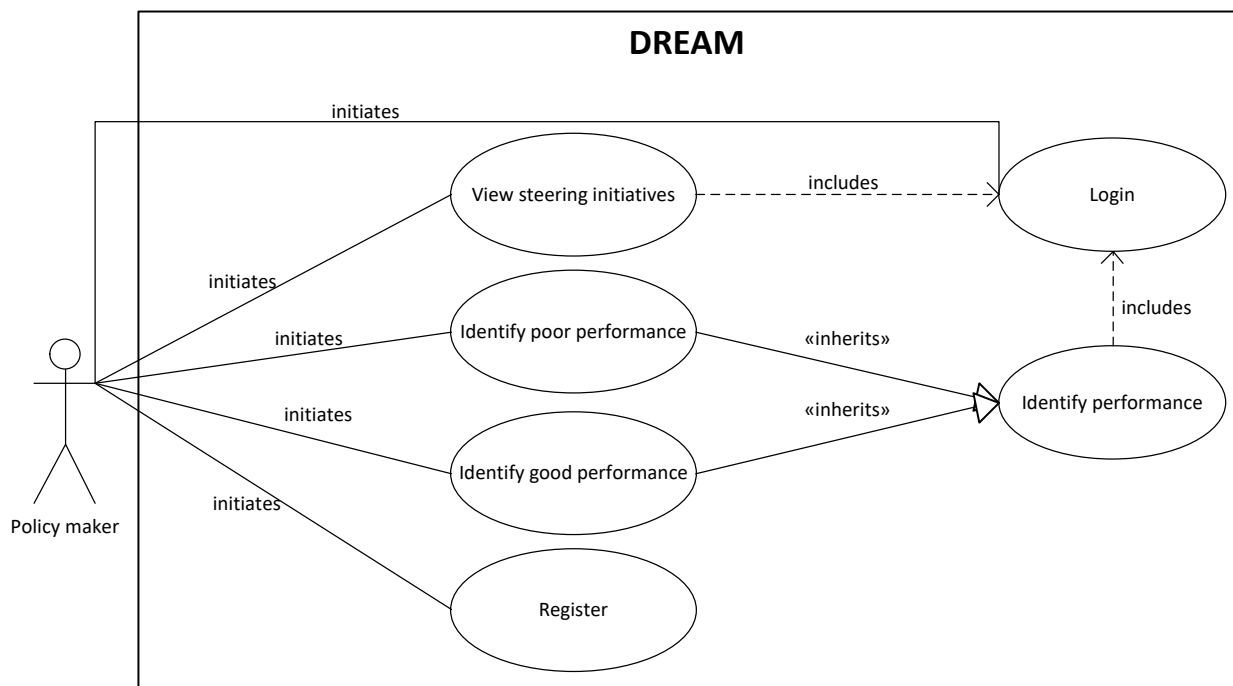 DREAM
initiates
View steering initiatives
includes
Login
initiates
Identify poor performance
initiates
«inherits»
includes
Identify performance
initiates
«inherits»
Identify good performance
initiates
Policy maker
Register